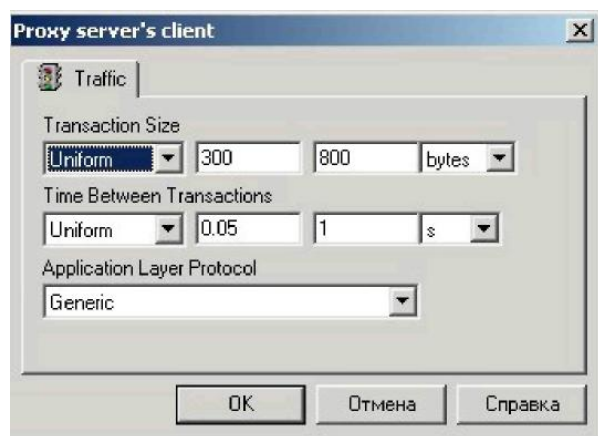 Proxy server's client
Traffic
Transaction Size
Uniform 300 800 bytes
Time Between Transactions
Uniform 0.05 1 s
Application Layer Protocol
Generic
OK Отмена Справка